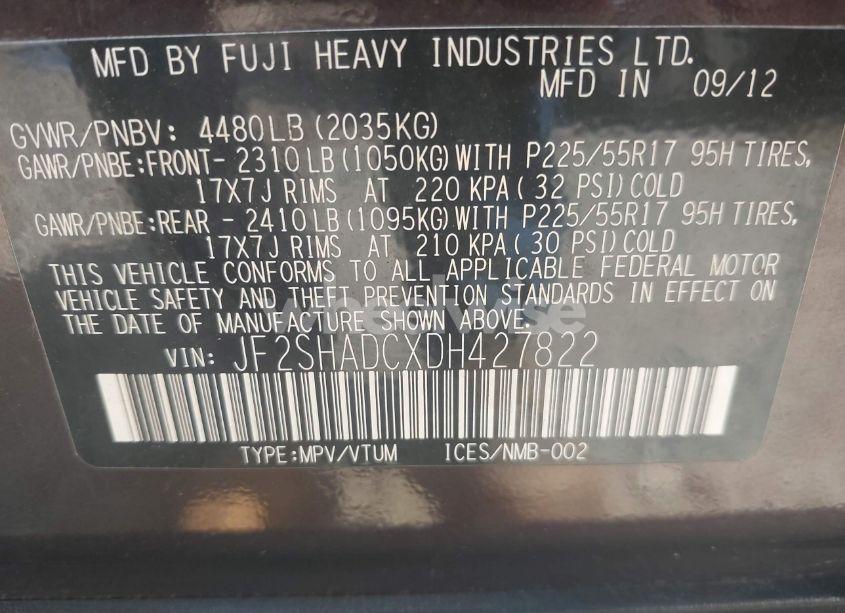 MFD BY FUJI HEAVY INDUSTRIES LTD.
MFD IN 09/12
GVWR/PNBV: 4480LB(2035KG)
GAWR/PNBE:FRONT- 2310LB(1050KG)WITH P225/55R17 95H TIRES,
17X7J RIMS AT 220 KPA(32 PSI)COLD
GAWR/PNBE:REAR - 2410LB(1095KG)WITH P225/55R17 95H TIRES,
17X7J RIMS AT 210 KPA(30 PSI)COLD
THIS VEHICLE CONFORMS TO ALL APPLICABLE FEDERAL MOTOR
VEHICLE SAFETY AND THEFT PREVENTION STANDARDS IN EFFECT ON
THE DATE OF MANUFACTURE SHOWN ABOVE.
VIN: JF2SHADCXDH427822
TYPE:MPV/VTUM ICES/NMB-002